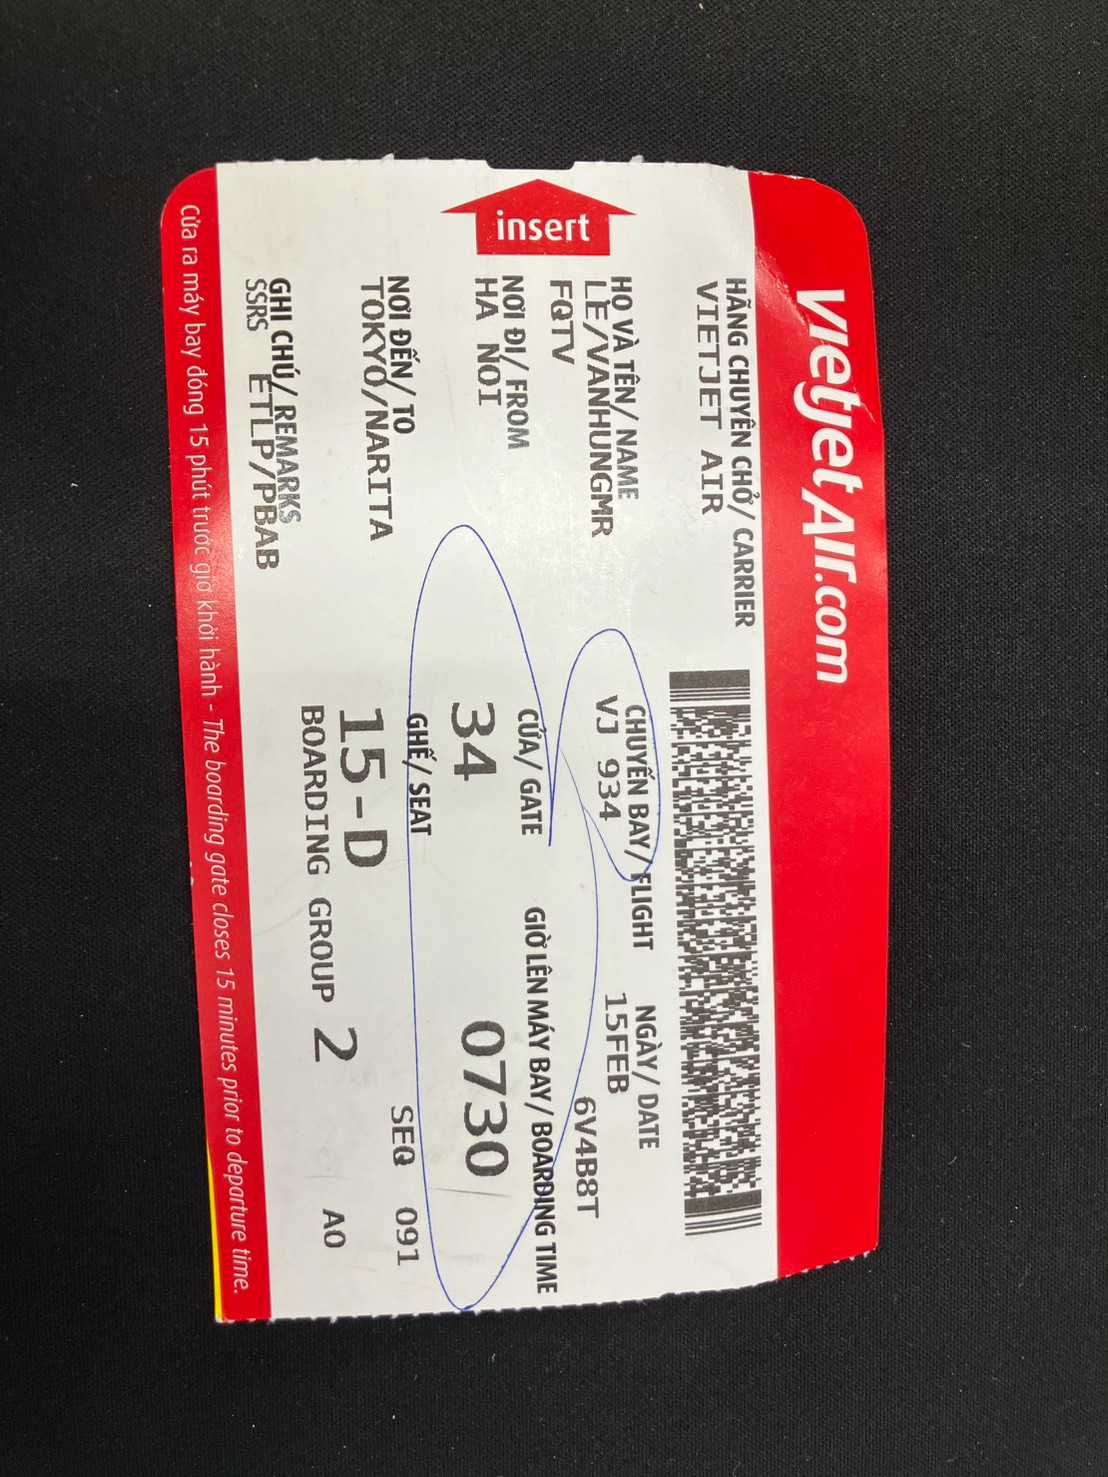 vietjetAir.com
insert
HÃNG CHUYÊN CHỞ/ CARRIER
VIETJET AIR
HỌ VÀ TÊN/ NAME
LE/VANHUNGMR
CHUYẾN BAY/ FLIGHT
NGÀY/ DATE
VJ 934
15FEB
FQTV
6V4B8T
NƠI ĐI/ FROM
HA NOI
CỬA/ GATE
GIỜ LÊN MÁY BAY/ BOARDING TIME
34
0730
NƠI ĐẾN/ TO
TOKYO/NARITA
GHẾ/ SEAT
SEQ 091
15-D
BOARDING GROUP 2
A0
GHI CHÚ/ REMARKS
SSRS ETLP/PBAB
Cửa ra máy bay đóng 15 phút trước giờ khởi hành - The boarding gate closes 15 minutes prior to departure time.